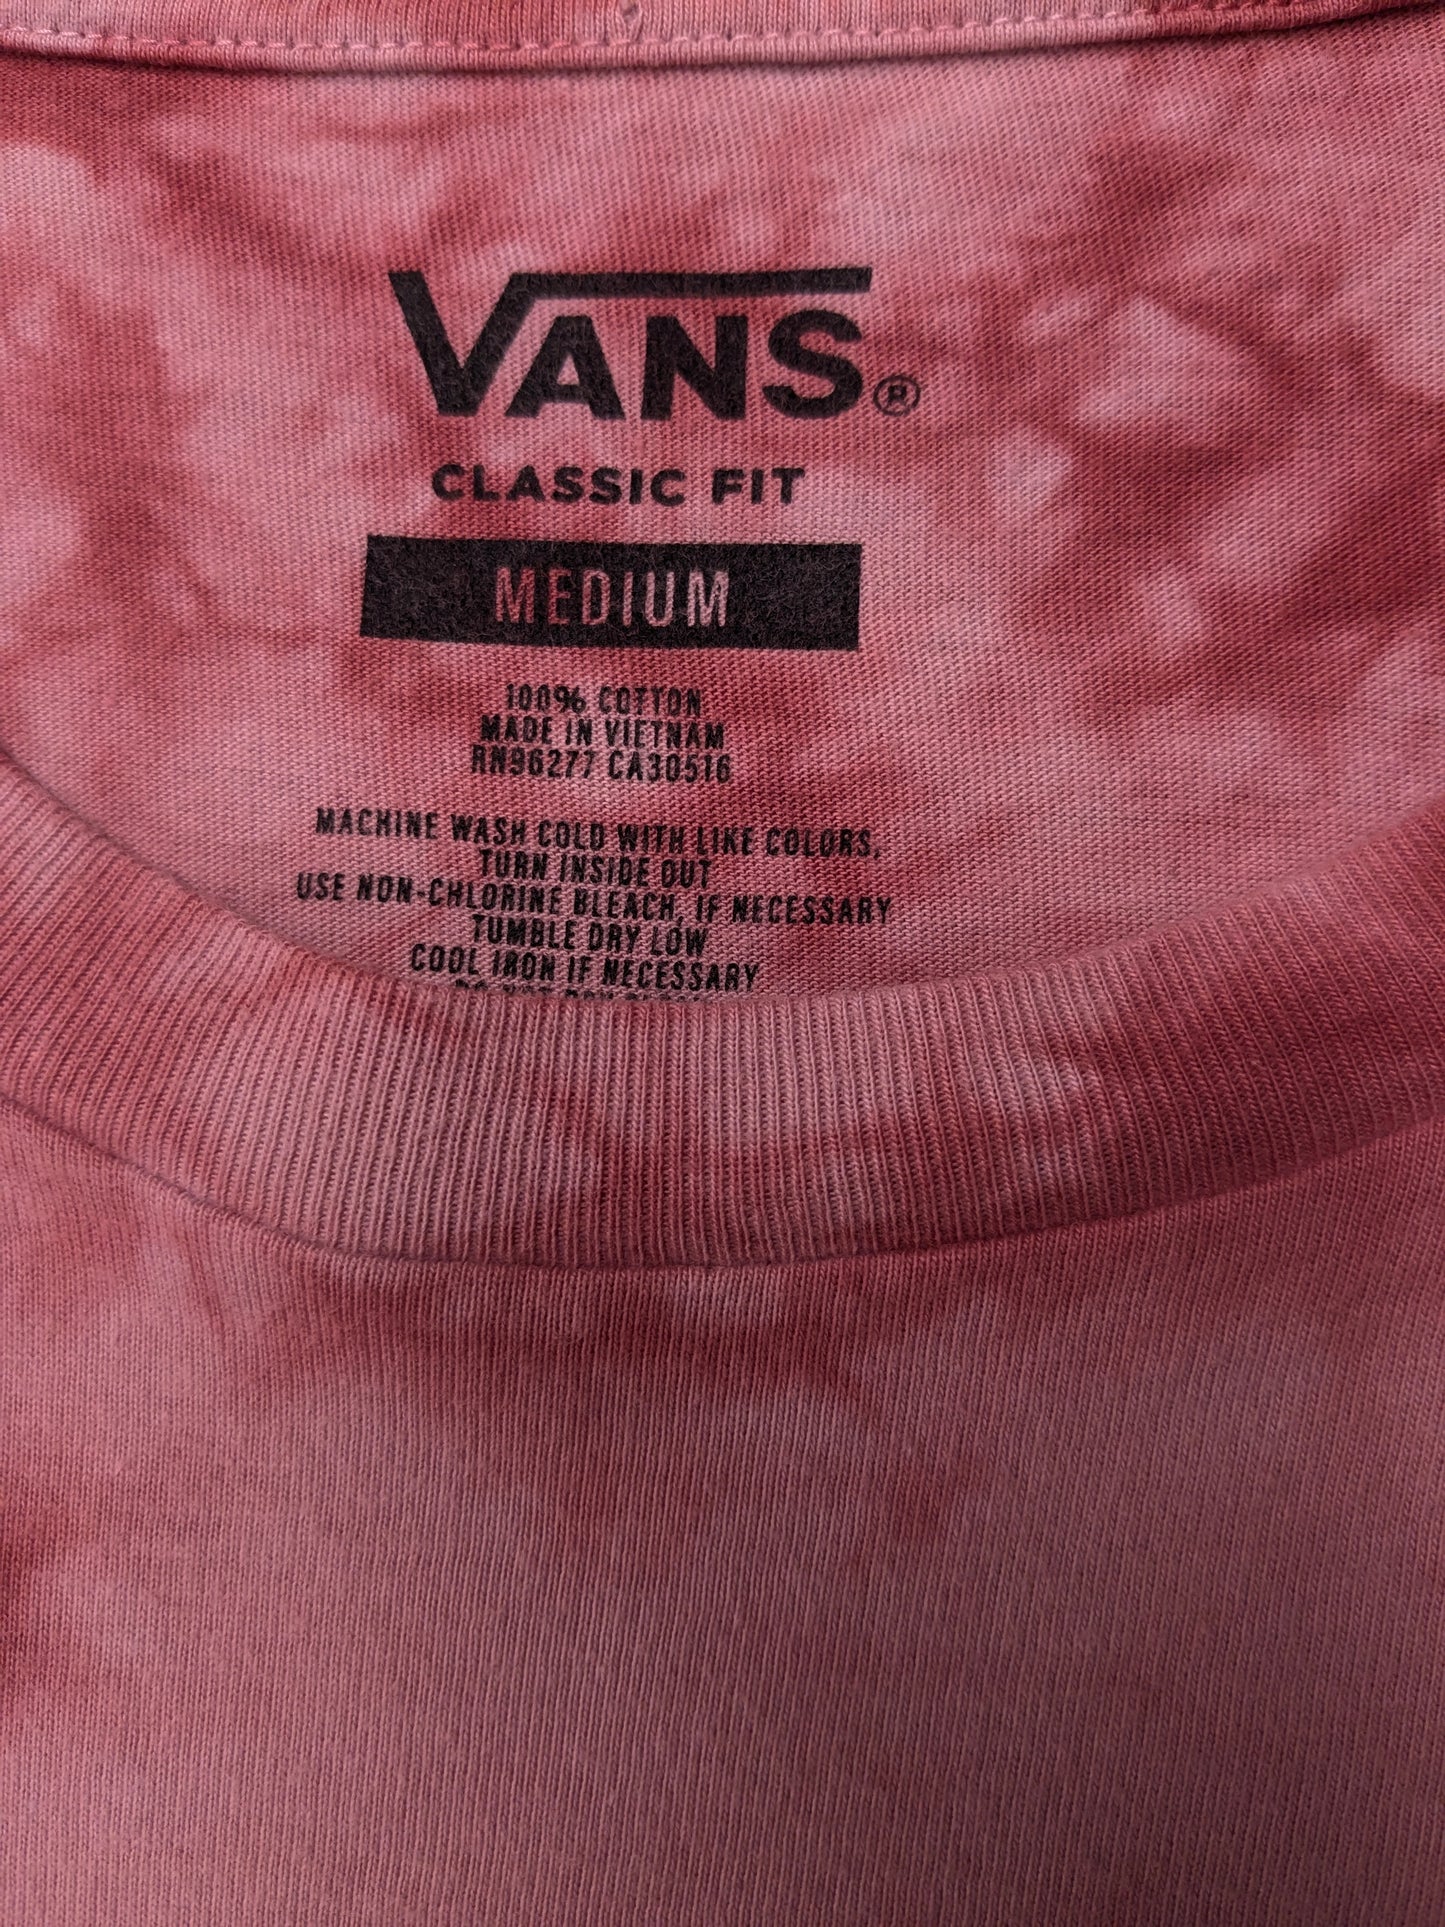 VANS®
CLASSIC FIT
MEDIUM
100% COTTON
MADE IN VIETNAM
RN96277 CA30516
MACHINE WASH COLD WITH LIKE COLORS,
TURN INSIDE OUT
USE NON-CHLORINE BLEACH, IF NECESSARY
TUMBLE DRY LOW
COOL IRON IF NECESSARY